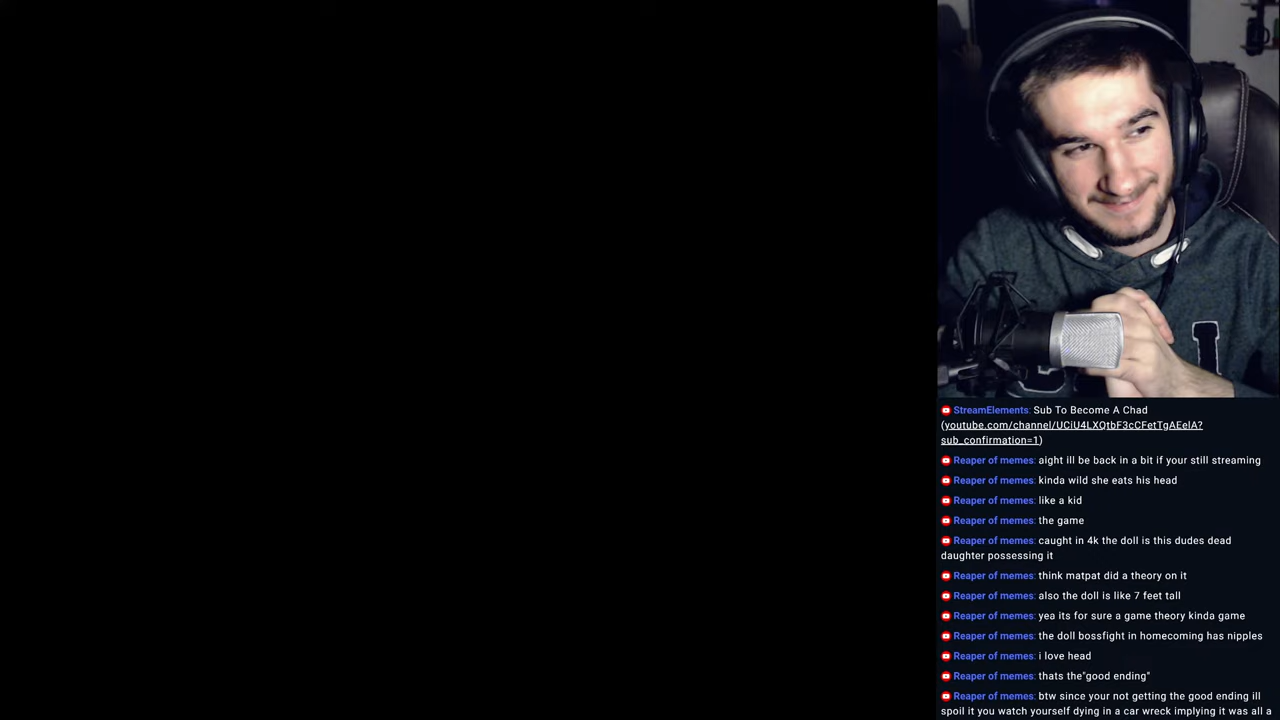 StreamElements: Sub To Become A Chad
(youtube.com/channel/UCiU4LXQtbF3cCFetTgAEelA?
sub_confirmation=1)
Reaper of memes: aight ill be back in a bit if your still streaming
Reaper of memes: kinda wild she eats his head
Reaper of memes: like a kid
Reaper of memes: the game
Reaper of memes: caught in 4k the doll is this dudes dead
daughter possessing it
Reaper of memes: think matpat did a theory on it
Reaper of memes: also the doll is like 7 feet tall
Reaper of memes: yea its for sure a game theory kinda game
Reaper of memes: the doll bossfight in homecoming has nipples
Reaper of memes: i love head
Reaper of memes: thats the"good ending"
Reaper of memes: btw since your not getting the good ending ill
spoil it you watch yourself dying in a car wreck implying it was all a